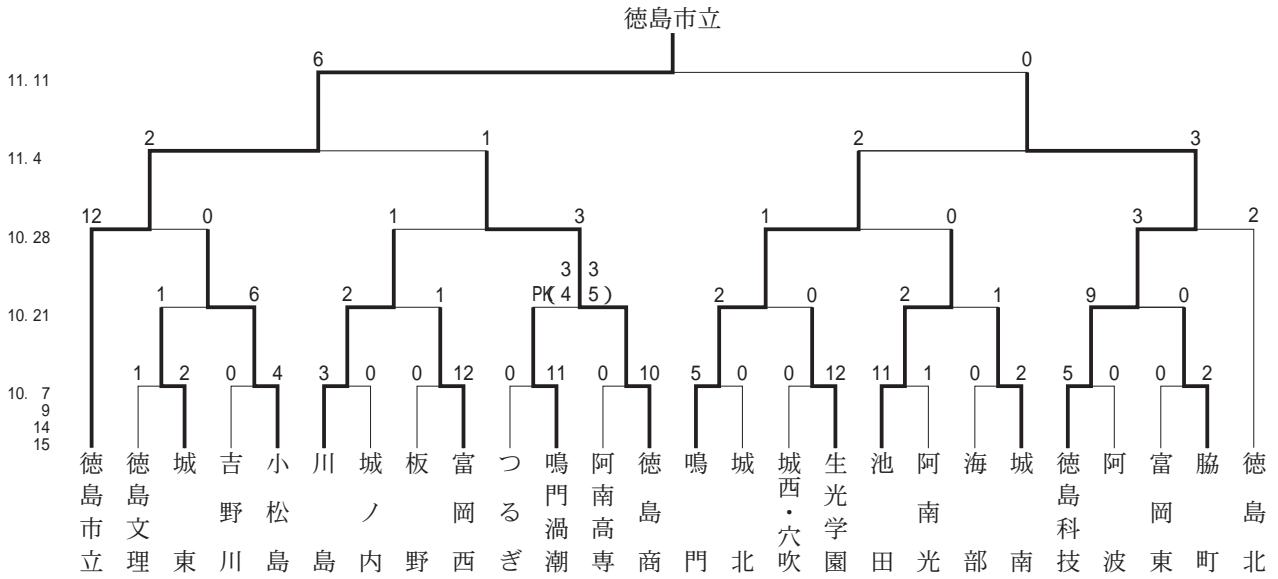 徳島市立
6 0
11. 11
2 1 2 3
11. 4
12 0 1 3 1 0 3 2
10. 28
3 3
1 6 2 1 PK( 4 5 ) 2 0 2 1 9 0
10. 21
1 2 0 4 3 0 0 12 0 11 0 10 5 0 0 12 11 1 0 2 5 0 0 2
10. 7
9
14
15
徳島市立
徳島文理
城東
吉野川
小松島
川島
城ノ内
板野
富岡西
つるぎ
鳴門渦潮
阿南高専
徳島商
鳴門
城北
城西・穴吹
生光学園
池田
阿南光
海部
城南
徳島科技
阿波
富岡東
脇町
徳島北